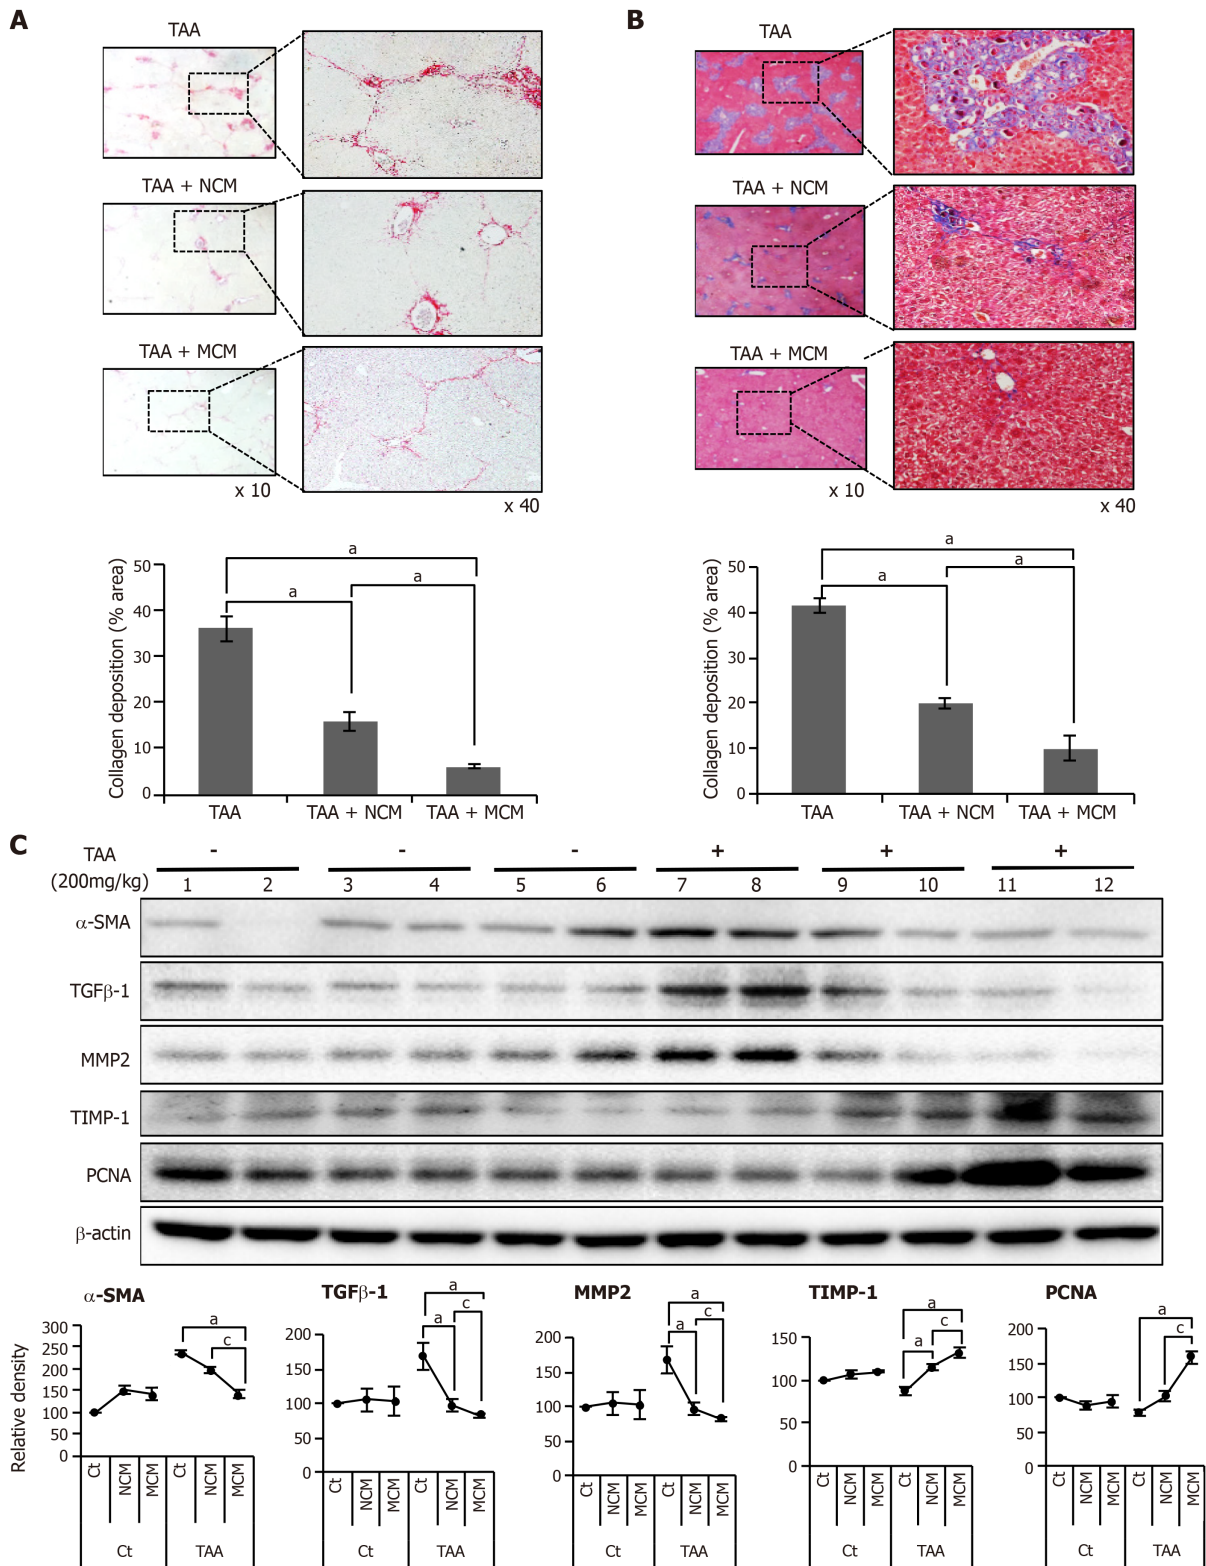 A
B
TAA
TAA
TAA + NCM
TAA + NCM
TAA + MCM
TAA + MCM
x 10
x 40
x 10
x 40
Collagen deposition (% area)
50
40
30
20
10
0
a
a
a
TAA
TAA + NCM
TAA + MCM
Collagen deposition (% area)
50
40
30
20
10
0
a
a
a
TAA
TAA + NCM
TAA + MCM
C
TAA - - - + + +
(200mg/kg) 1 2 3 4 5 6 7 8 9 10 11 12
α-SMA
TGFβ-1
MMP2
TIMP-1
PCNA
β-actin
Relative density
α-SMA
300
250
200
150
100
50
0
a
c
Ct NCM MCM Ct NCM MCM
Ct TAA
TGFβ-1
200
150
100
50
0
a
a c
Ct NCM MCM Ct NCM MCM
Ct TAA
MMP2
200
150
100
50
0
a
a c
Ct NCM MCM Ct NCM MCM
Ct TAA
TIMP-1
150
100
50
0
a
a c
Ct NCM MCM Ct NCM MCM
Ct TAA
PCNA
200
150
100
50
0
a
c
Ct NCM MCM Ct NCM MCM
Ct TAA